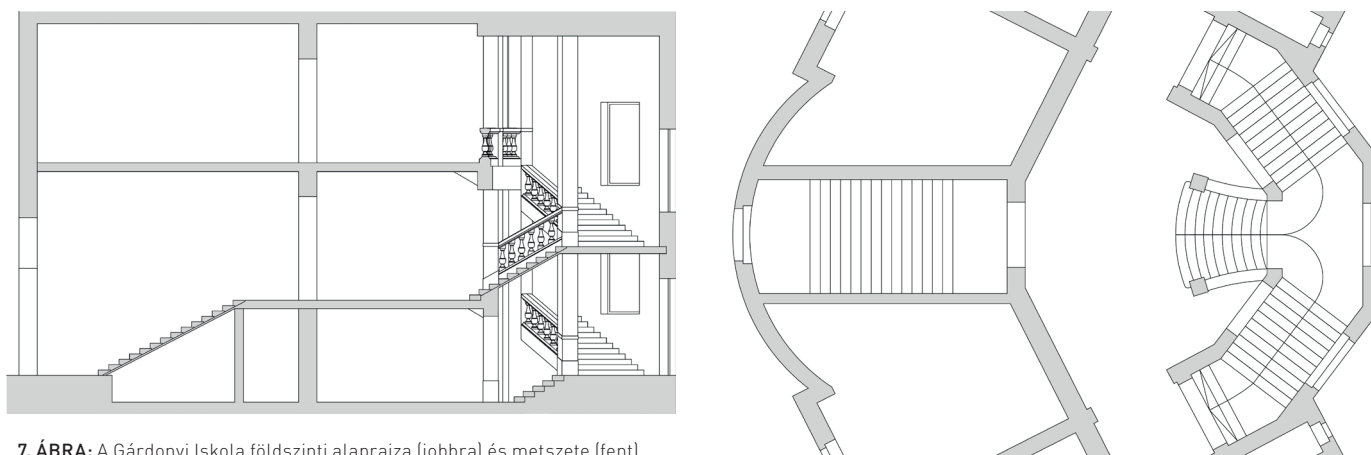 7. ÁBRA: A Gárdonyi Iskola földszinti alaprajza (jobbra) és metszete (fent)